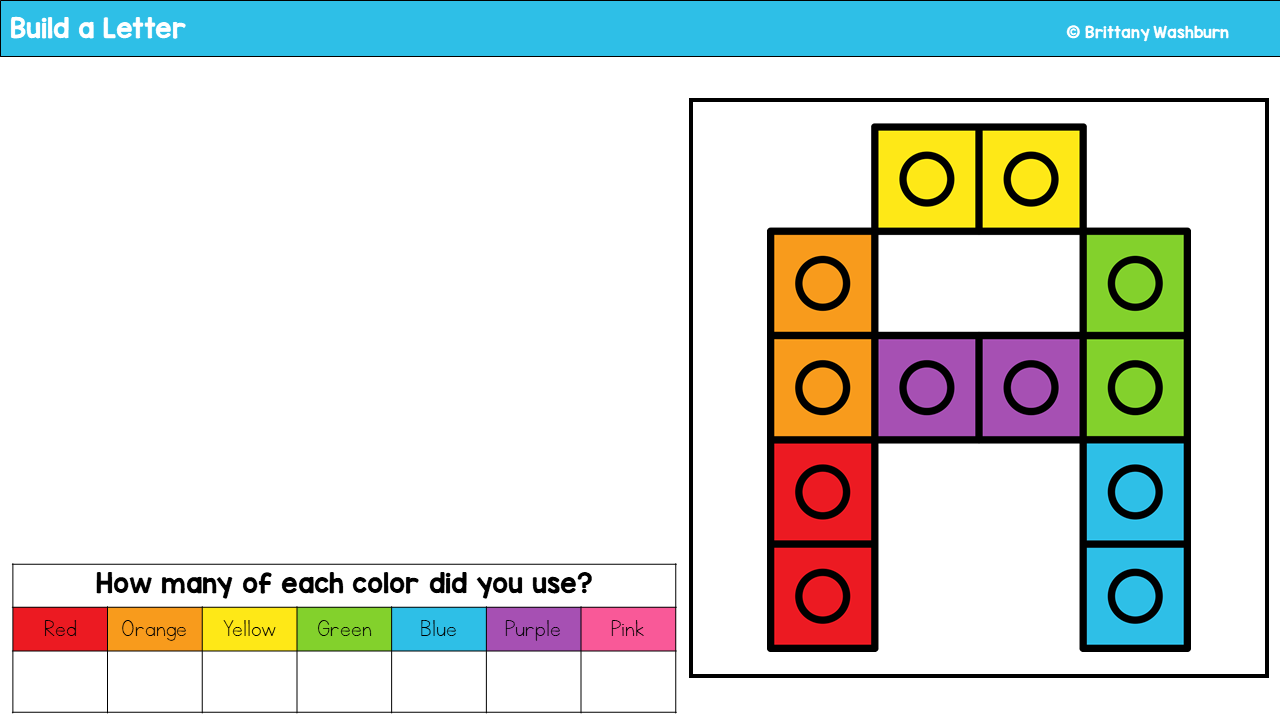 Build a Letter
© Brittany Washburn
How many of each color did you use?
Red Orange Yellow Green Blue Purple Pink